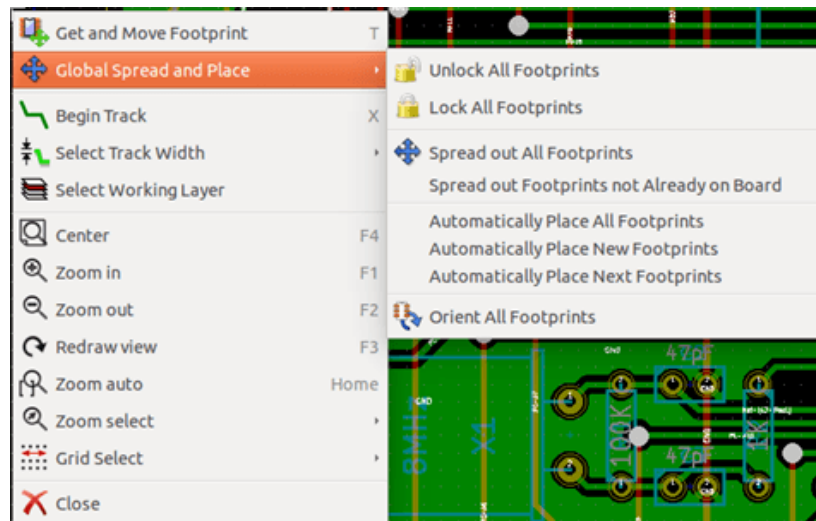 Get and Move Footprint T
Global Spread and Place
Begin Track X
Select Track Width
Select Working Layer
Center F4
Zoom in F1
Zoom out F2
Redraw view F3
Zoom auto Home
Zoom select
Grid Select
Close
Unlock All Footprints
Lock All Footprints
Spread out All Footprints
Spread out Footprints not Already on Board
Automatically Place All Footprints
Automatically Place New Footprints
Automatically Place Next Footprints
Orient All Footprints
GND
8MHz
X1
100K
47pF
47pF
1K